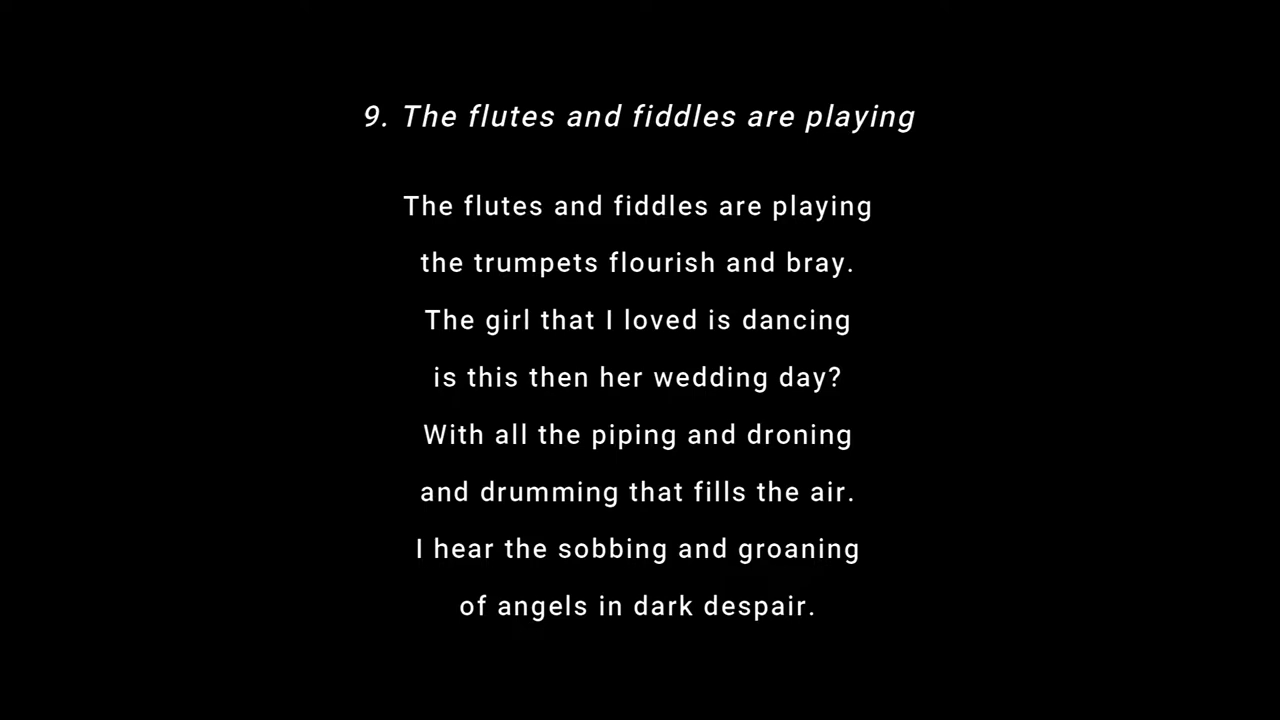 9. The flutes and fiddles are playing
The flutes and fiddles are playing
the trumpets flourish and bray.
The girl that I loved is dancing
is this then her wedding day?
With all the piping and droning
and drumming that fills the air.
I hear the sobbing and groaning
of angels in dark despair.